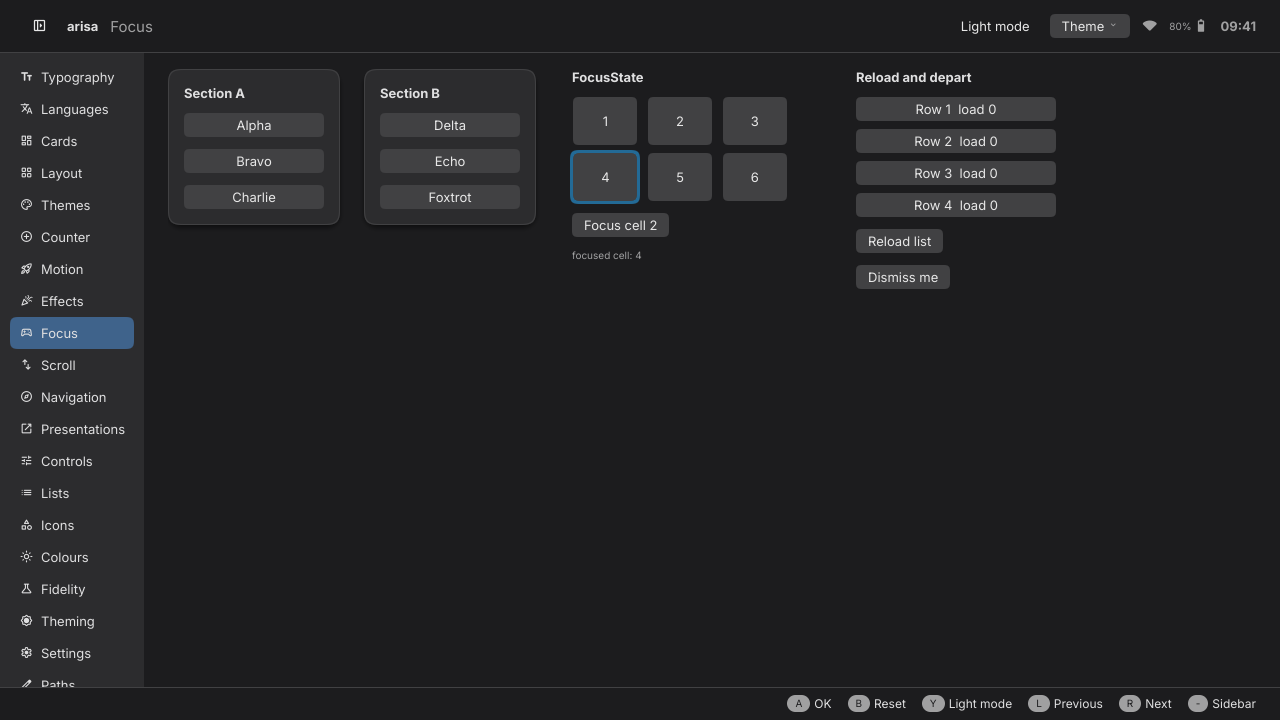 arisa Focus
Light mode
Theme
80%
09:41
Typography
Languages
Cards
Layout
Themes
Counter
Motion
Effects
Focus
Scroll
Navigation
Presentations
Controls
Lists
Icons
Colours
Fidelity
Theming
Settings
Paths
Section A
Alpha
Bravo
Charlie
Section B
Delta
Echo
Foxtrot
FocusState
1 2 3
4 5 6
Focus cell 2
focused cell: 4
Reload and depart
Row 1 load 0
Row 2 load 0
Row 3 load 0
Row 4 load 0
Reload list
Dismiss me
A OK B Reset Y Light mode L Previous R Next - Sidebar